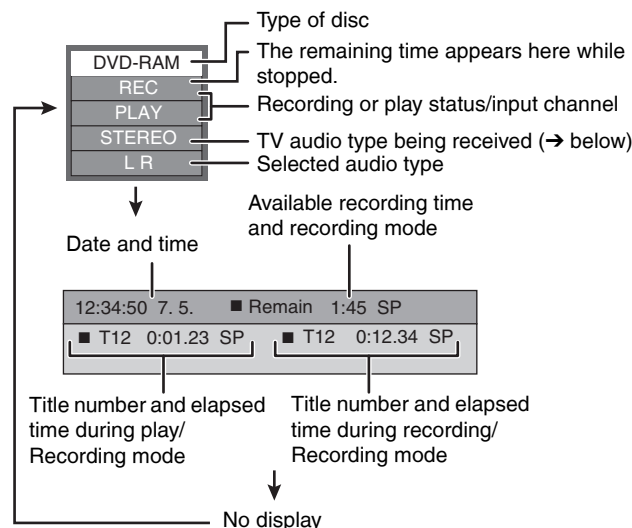 DVD-RAM
REC
PLAY
STEREO
L R
Type of disc
The remaining time appears here while
stopped.
Recording or play status/input channel
TV audio type being received (➔ below)
Selected audio type
Date and time
Available recording time
and recording mode
12:34:50 7. 5. ■ Remain 1:45 SP
■ T12 0:01.23 SP ■ T12 0:12.34 SP
Title number and elapsed
time during play/
Recording mode
Title number and elapsed
time during recording/
Recording mode
No display